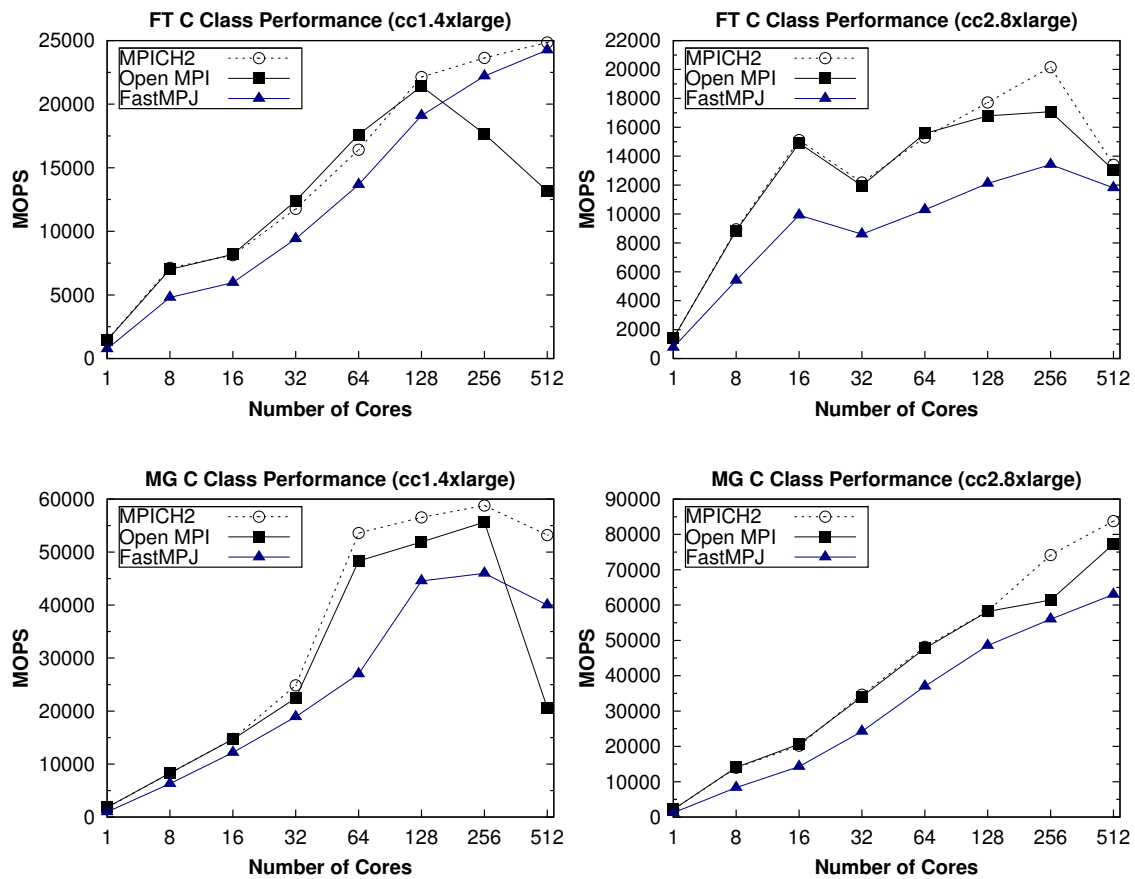 FT C Class Performance (cc1.4xlarge)
MOPS
25000
20000
15000
10000
5000
0
MPICH2
Open MPI
FastMPJ
1 8 16 32 64 128 256 512
Number of Cores
FT C Class Performance (cc2.8xlarge)
MOPS
22000
20000
18000
16000
14000
12000
10000
8000
6000
4000
2000
0
MPICH2
Open MPI
FastMPJ
1 8 16 32 64 128 256 512
Number of Cores
MG C Class Performance (cc1.4xlarge)
MOPS
60000
50000
40000
30000
20000
10000
0
MPICH2
Open MPI
FastMPJ
1 8 16 32 64 128 256 512
Number of Cores
MG C Class Performance (cc2.8xlarge)
MOPS
90000
80000
70000
60000
50000
40000
30000
20000
10000
0
MPICH2
Open MPI
FastMPJ
1 8 16 32 64 128 256 512
Number of Cores